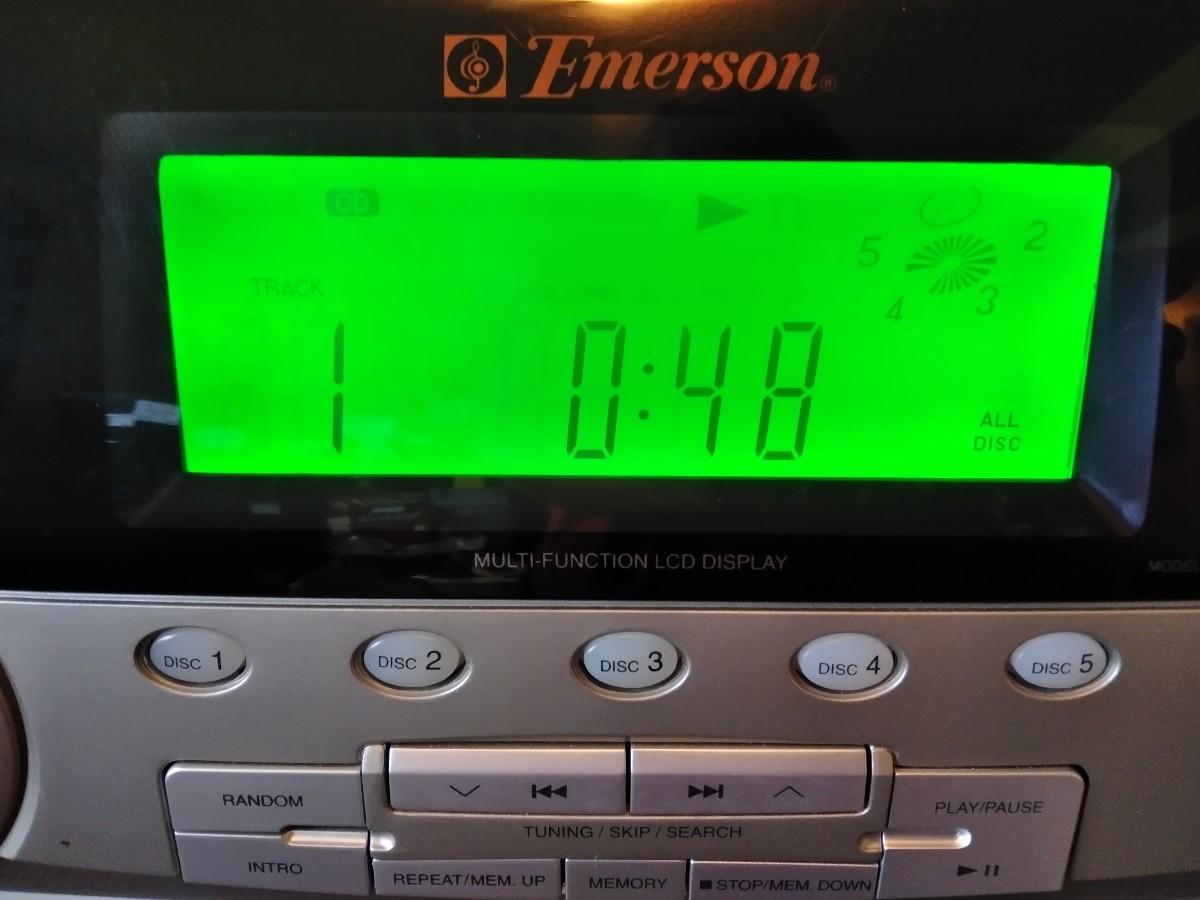 Emerson®
CD
5 2
4 3
TRACK VOLUME
1 0:48
ALL
DISC
MULTI-FUNCTION LCD DISPLAY
MODEL
DISC 1 DISC 2 DISC 3 DISC 4 DISC 5
RANDOM
PLAY/PAUSE
TUNING / SKIP / SEARCH
INTRO
REPEAT/MEM. UP MEMORY STOP/MEM. DOWN